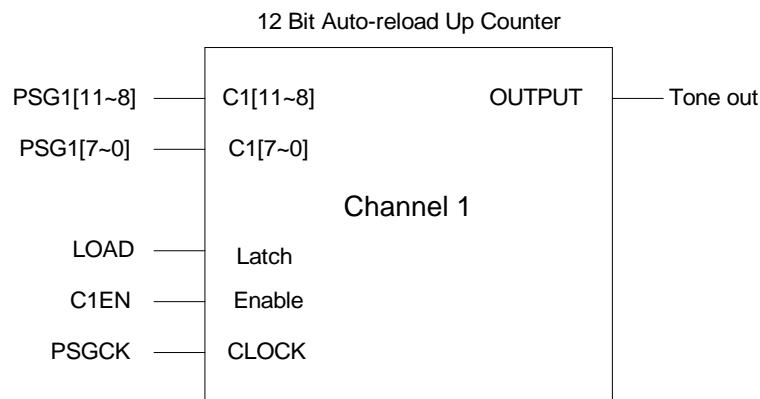 12 Bit Auto-reload Up Counter
PSG1[11~8] C1[11~8] OUTPUT Tone out
PSG1[7~0] C1[7~0]
Channel 1
LOAD Latch
C1EN Enable
PSGCK CLOCK